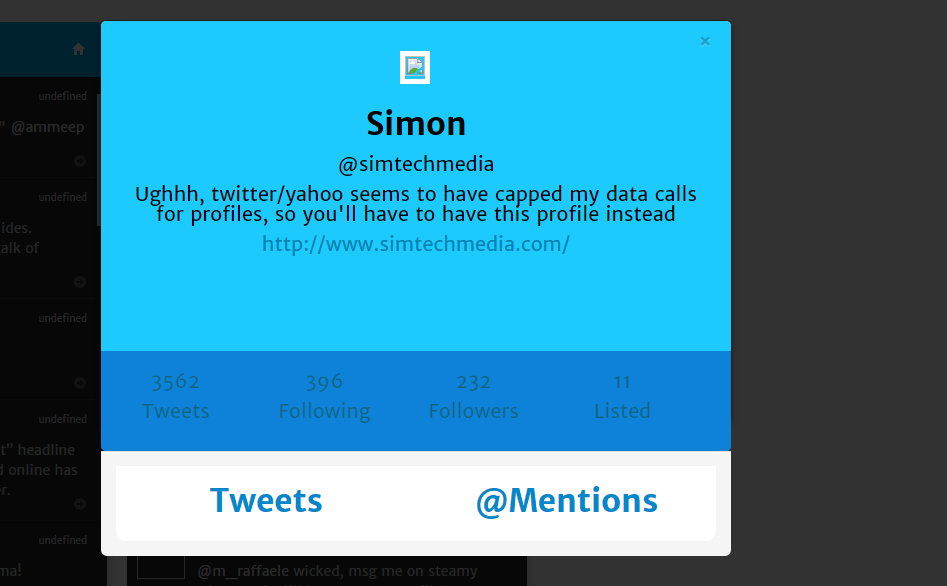 ×
undefined
" @ammeep
undefined
ides.
alk of
undefined
undefined
t" headline
d online has
r.
undefined
ma!
Simon
@simtechmedia
Ughhh, twitter/yahoo seems to have capped my data calls
for profiles, so you'll have to have this profile instead
http://www.simtechmedia.com/
3562 396 232 11
Tweets Following Followers Listed
Tweets @Mentions
@m_raffaele wicked, msg me on steamy